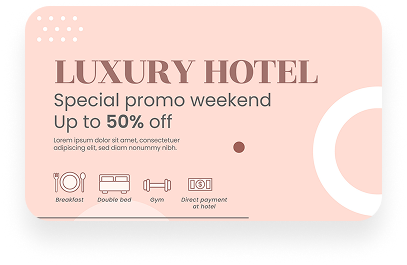 LUXURY HOTEL
Special promo weekend
Up to 50% off
Lorem ipsum dolor sit amet, consectetuer
adipiscing elit, sed diam nonummy nibh.
Breakfast
Double bed
Gym
Direct payment
at hotel